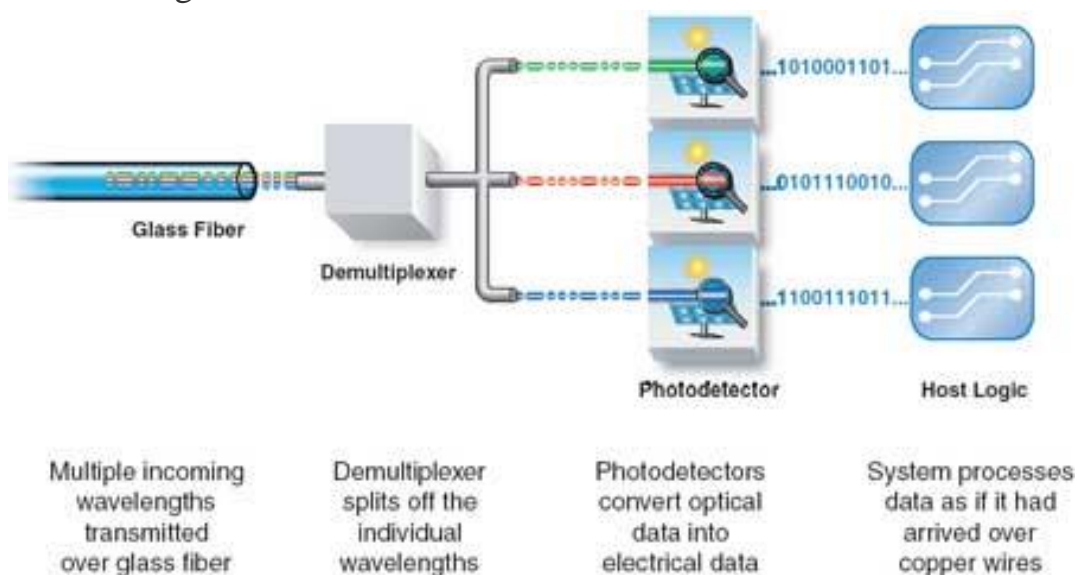 ...1010001101...
Glass Fiber
...0101110010...
Demultiplexer
...1100111011...
Photodetector
Host Logic
Multiple incoming
wavelengths
transmitted
over glass fiber
Demultiplexer
splits off the
individual
wavelengths
Photodetectors
convert optical
data into
electrical data
System processes
data as if it had
arrived over
copper wires